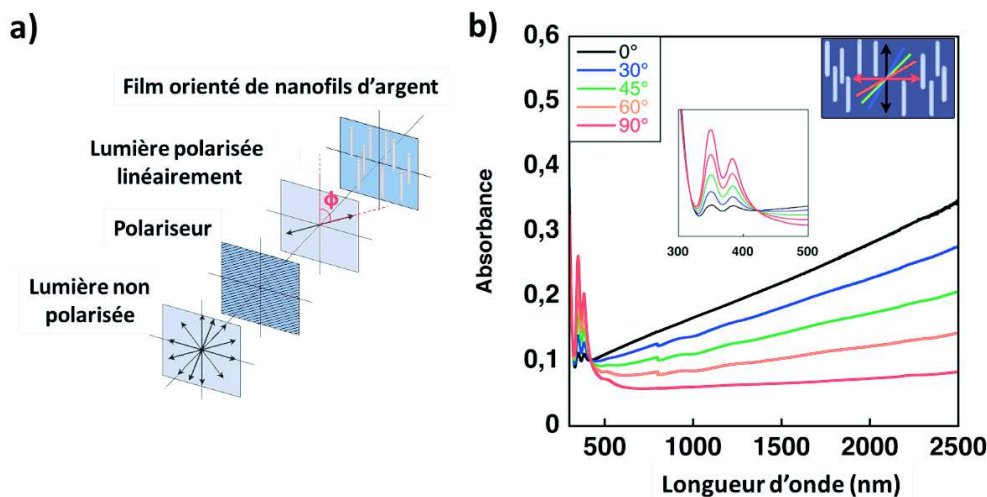 a)
Film orienté de nanofils d'argent
Lumière polarisée
linéairement
Φ
Polariseur
Lumière non
polarisée
b)
0,6
0,5
0,4
0,3
0,2
0,1
0
Absorbance
0°
30°
45°
60°
90°
300
400
500
500
1000
1500
2000
2500
Longueur d'onde (nm)